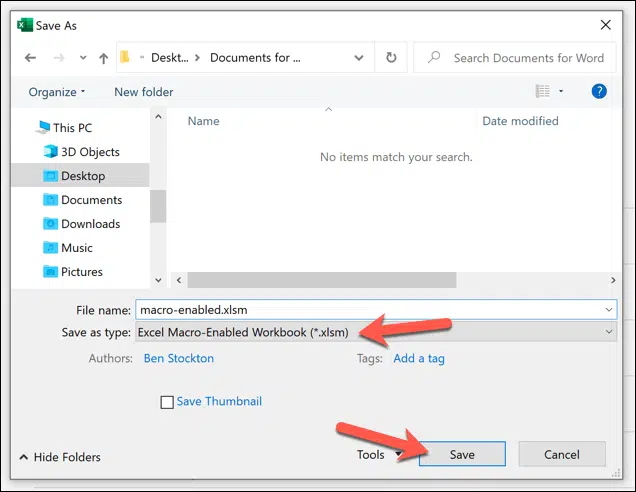 Save As
Deskt... Documents for ... Search Documents for Word
Organize New folder ?
This PC
3D Objects
Desktop
Documents
Downloads
Music
Pictures
Name Date modified
No items match your search.
File name: macro-enabled.xlsm
Save as type: Excel Macro-Enabled Workbook (*.xlsm)
Authors: Ben Stockton Tags: Add a tag
Save Thumbnail
Hide Folders Tools Save Cancel